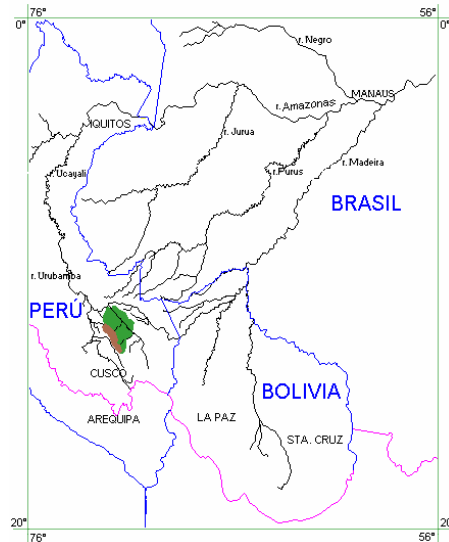 76°
56°
0°
0°
r. Negro
MANAUS
r. Amazonas
IQUITOS
r. Jurua
r. Madeira
r. Ucayali
r. Purus
BRASIL
r. Urubamba
PERÚ
CUSCO
BOLIVIA
AREQUIPA
LA PAZ
STA. CRUZ
20°
20
76°
56°